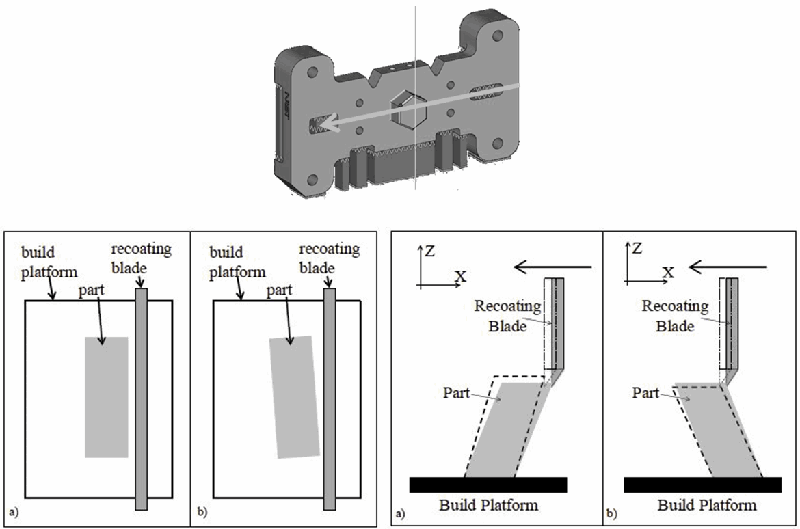 build
platform
recoating
blade
part
a)
build
platform
recoating
blade
part
b)
Z
X
Recoating
Blade
Part
Build Platform
a)
Z
X
Recoating
Blade
Part
Build Platform
b)